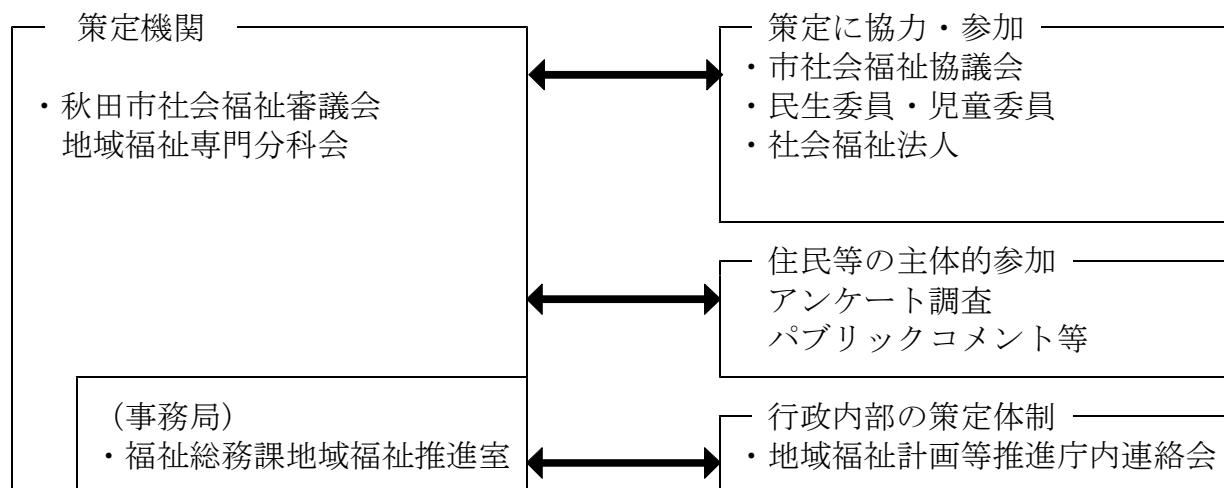 策定機関
・秋田市社会福祉審議会
地域福祉専門分科会
（事務局）
・福祉総務課地域福祉推進室
策定に協力・参加
・市社会福祉協議会
・民生委員・児童委員
・社会福祉法人
住民等の主体的参加
アンケート調査
パブリックコメント等
行政内部の策定体制
・地域福祉計画等推進庁内連絡会